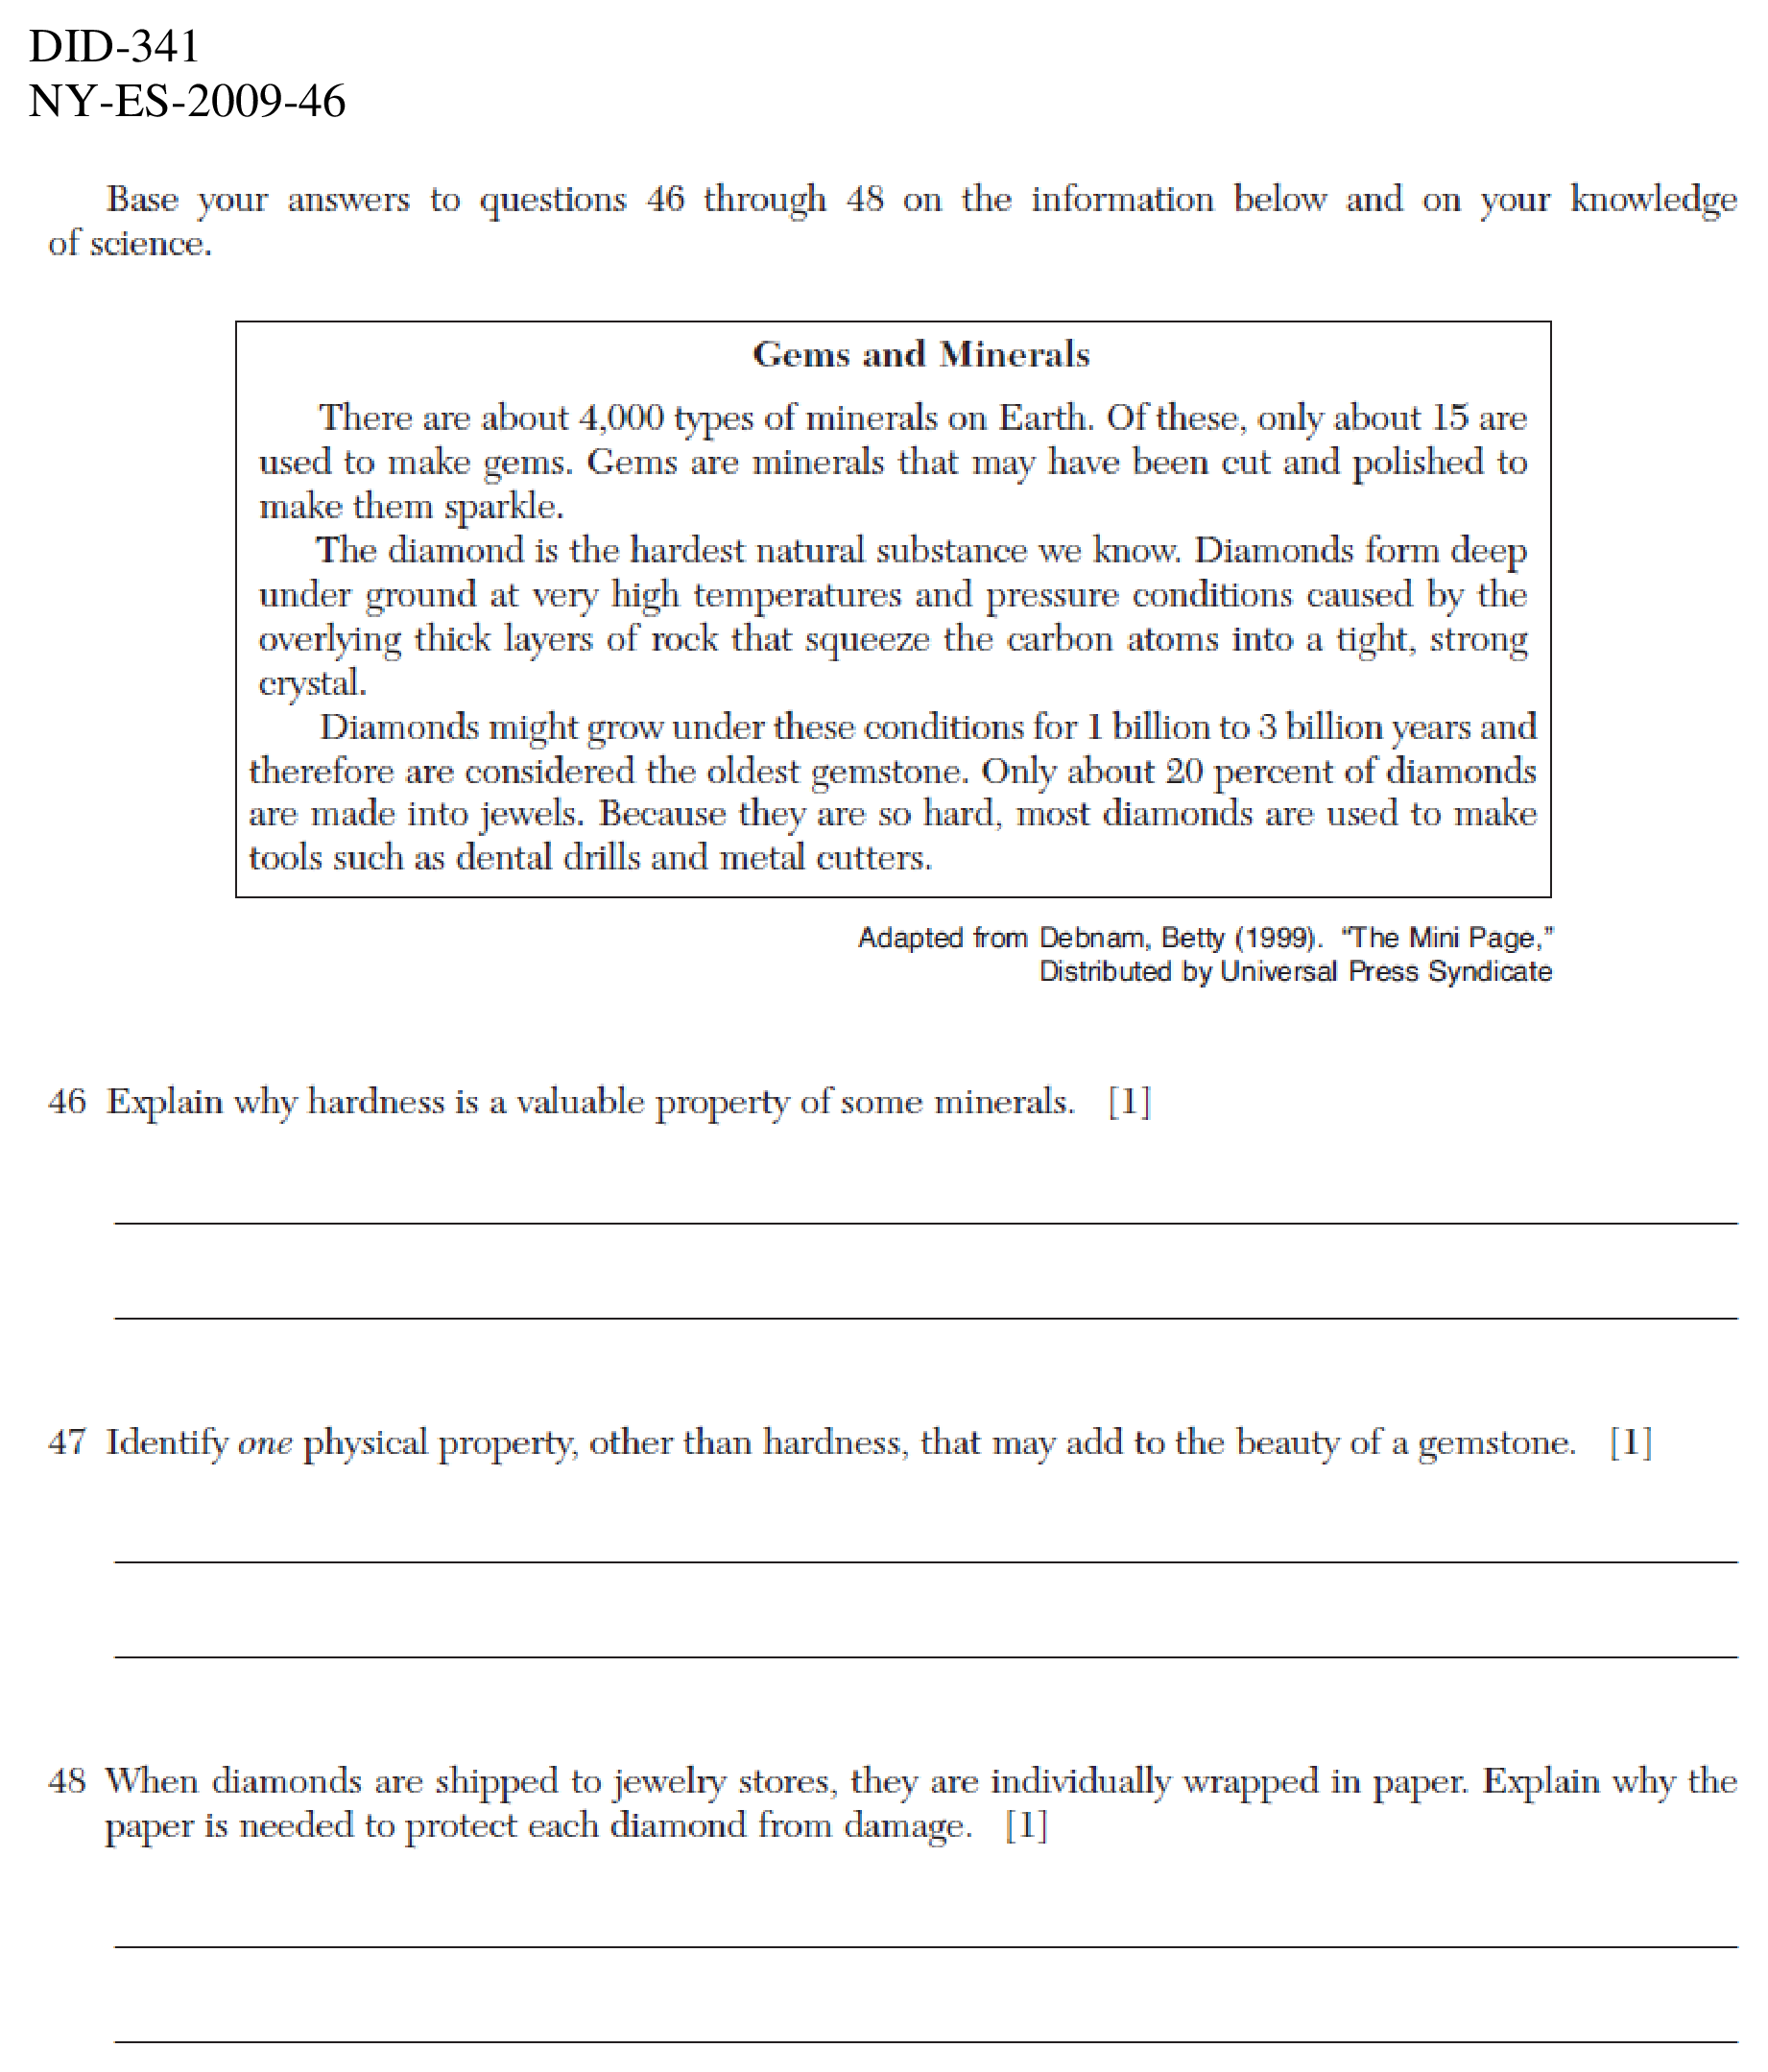 DID-341
NY-ES-2009-46
Base your answers to questions 46 through 48 on the information below and on your knowledge
of science.
Gems and Minerals
There are about 4,000 types of minerals on Earth. Of these, only about 15 are
used to make gems. Gems are minerals that may have been cut and polished to
make them sparkle.
The diamond is the hardest natural substance we know. Diamonds form deep
under ground at very high temperatures and pressure conditions caused by the
overlying thick layers of rock that squeeze the carbon atoms into a tight, strong
crystal.
Diamonds might grow under these conditions for 1 billion to 3 billion years and
therefore are considered the oldest gemstone. Only about 20 percent of diamonds
are made into jewels. Because they are so hard, most diamonds are used to make
tools such as dental drills and metal cutters.
Adapted from Debnam, Betty (1999). “The Mini Page,”
Distributed by Universal Press Syndicate
46 Explain why hardness is a valuable property of some minerals. [1]
47 Identify one physical property, other than hardness, that may add to the beauty of a gemstone. [1]
48 When diamonds are shipped to jewelry stores, they are individually wrapped in paper. Explain why the
paper is needed to protect each diamond from damage. [1]